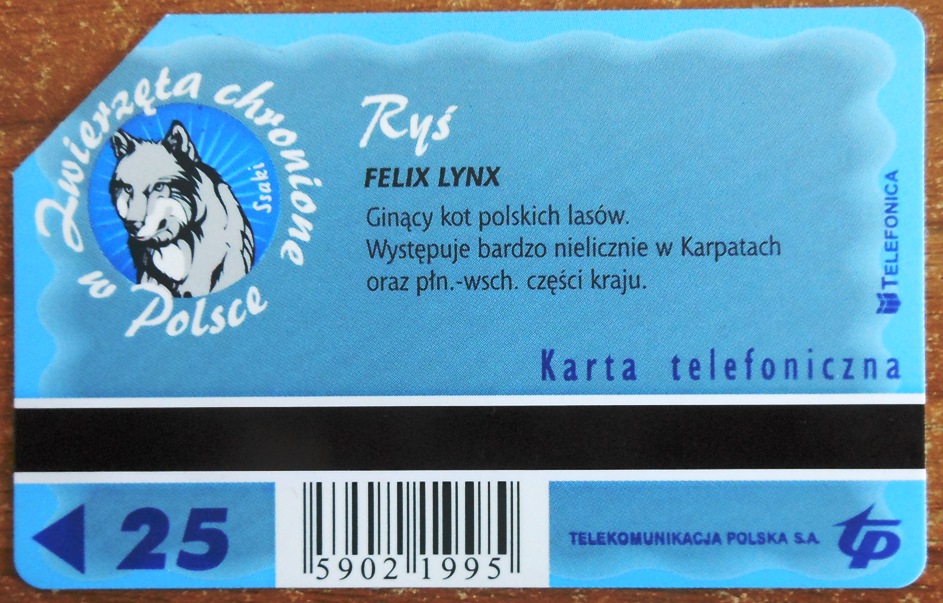 Zwierzęta chronione
w Polsce
Ssaki
Ryś
FELIX LYNX
Ginący kot polskich lasów.
Występuje bardzo nielicznie w Karpatach
oraz płn.-wsch. części kraju.
TELEFONICA
Karta telefoniczna
25
5902 1995
TELEKOMUNIKACJA POLSKA S.A.
tp